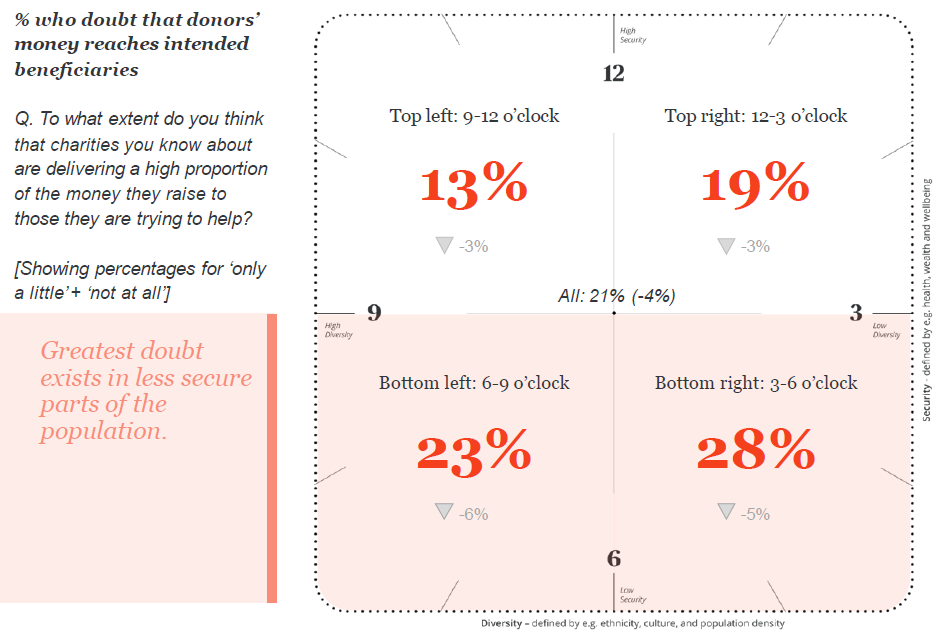 % who doubt that donors’
money reaches intended
beneficiaries
Q. To what extent do you think
that charities you know about
are delivering a high proportion
of the money they raise to
those they are trying to help?
[Showing percentages for ‘only
a little’ + ‘not at all’]
Greatest doubt
exists in less secure
parts of the
population.
High
Security
12
Top left: 9-12 o’clock
13%
-3%
Top right: 12-3 o’clock
19%
-3%
All: 21% (-4%)
9
High
Diversity
3
Low
Diversity
Bottom left: 6-9 o’clock
23%
-6%
Bottom right: 3-6 o’clock
28%
-5%
6
Low
Security
Security - defined by e.g. health, wealth and wellbeing
Diversity – defined by e.g. ethnicity, culture, and population density